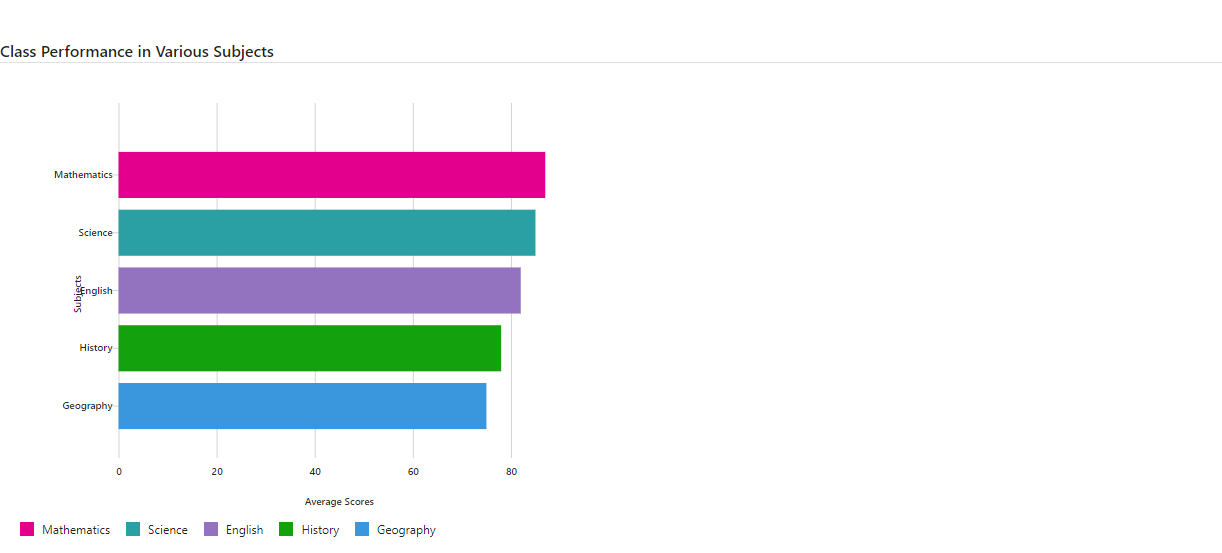 Class Performance in Various Subjects
Mathematics
Science
Subjects
English
History
Geography
0 20 40 60 80
Average Scores
Mathematics Science English History Geography